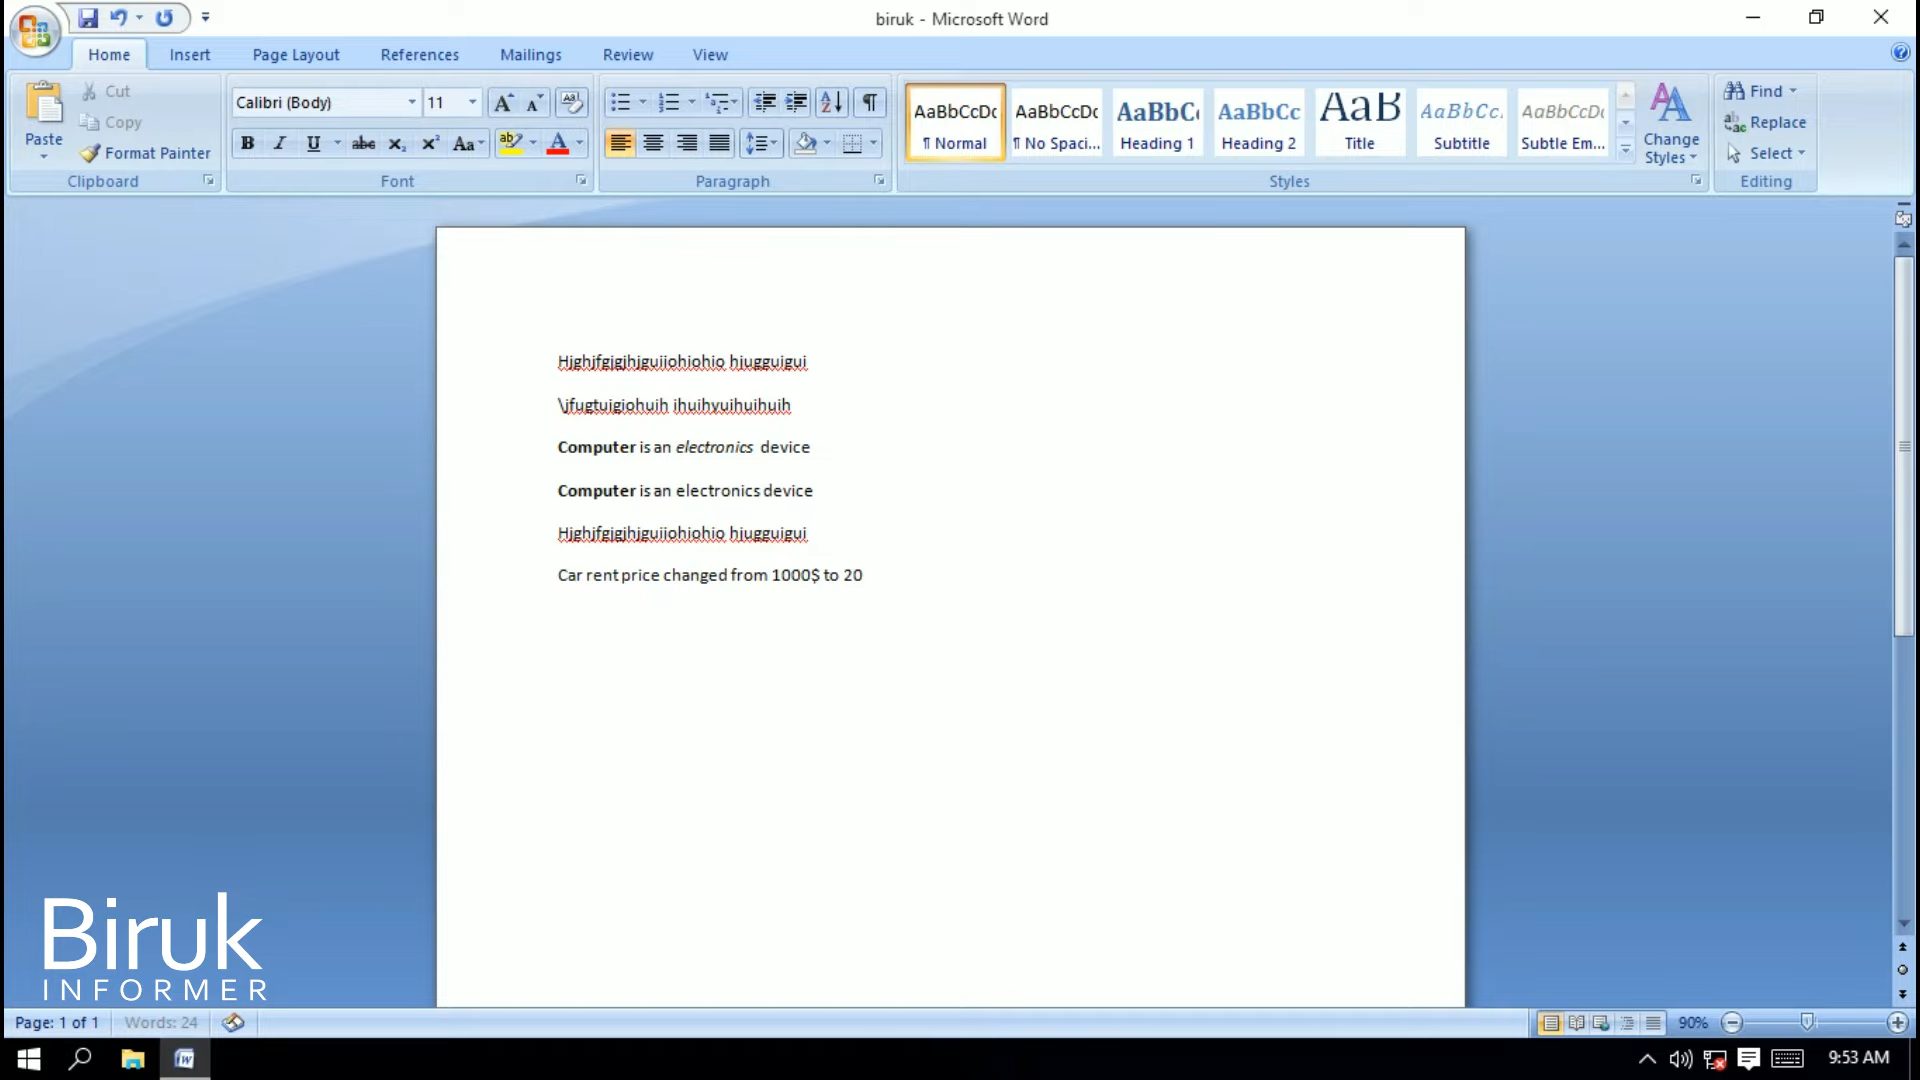 biruk - Microsoft Word
Home Insert Page Layout References Mailings Review View
Paste
Cut
Copy
Format Painter
Clipboard
Calibri (Body) 11
Font
Paragraph
AaBbCcDc AaBbCcDc AaBbC AaBbCc AaB AaBbCc. AaBbCcDc
¶ Normal ¶ No Spaci... Heading 1 Heading 2 Title Subtitle Subtle Em...
Change Styles
Styles
Find
Replace
Select
Editing
Hjghjfgjgjhjguiiohiohio hjugguigui
\jfugtuigiohuih ihuihyuihuihuih
Computer is an electronics device
Computer is an electronics device
Hjghjfgjgjhjguiiohiohio hjugguigui
Car rent price changed from 1000$ to 20
Biruk
INFORMER
Page: 1 of 1 Words: 24 90%
9:53 AM